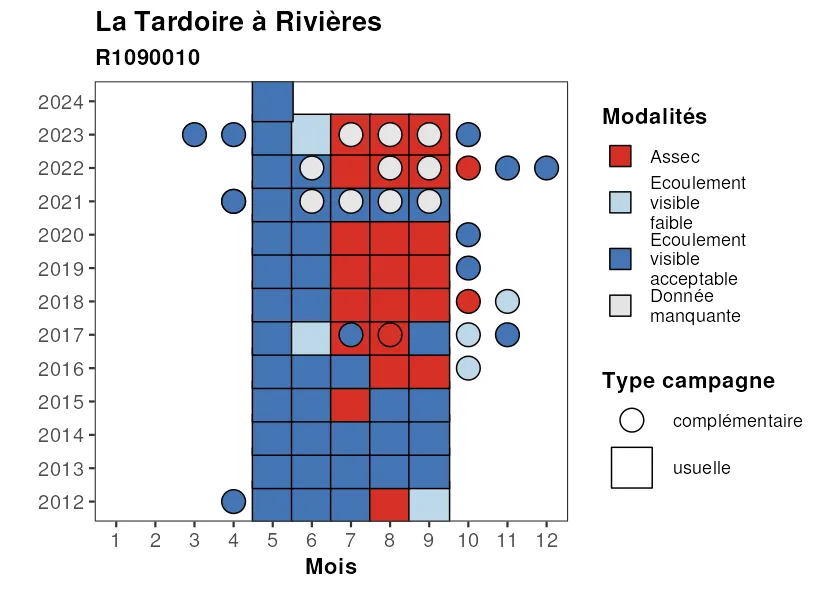 La Tardoire à Rivières
R1090010
2024
2023
2022
2021
2020
2019
2018
2017
2016
2015
2014
2013
2012
1 2 3 4 5 6 7 8 9 10 11 12
Mois
Modalités
Assec
Ecoulement
visible
faible
Ecoulement
visible
acceptable
Donnée
manquante
Type campagne
complémentaire
usuelle